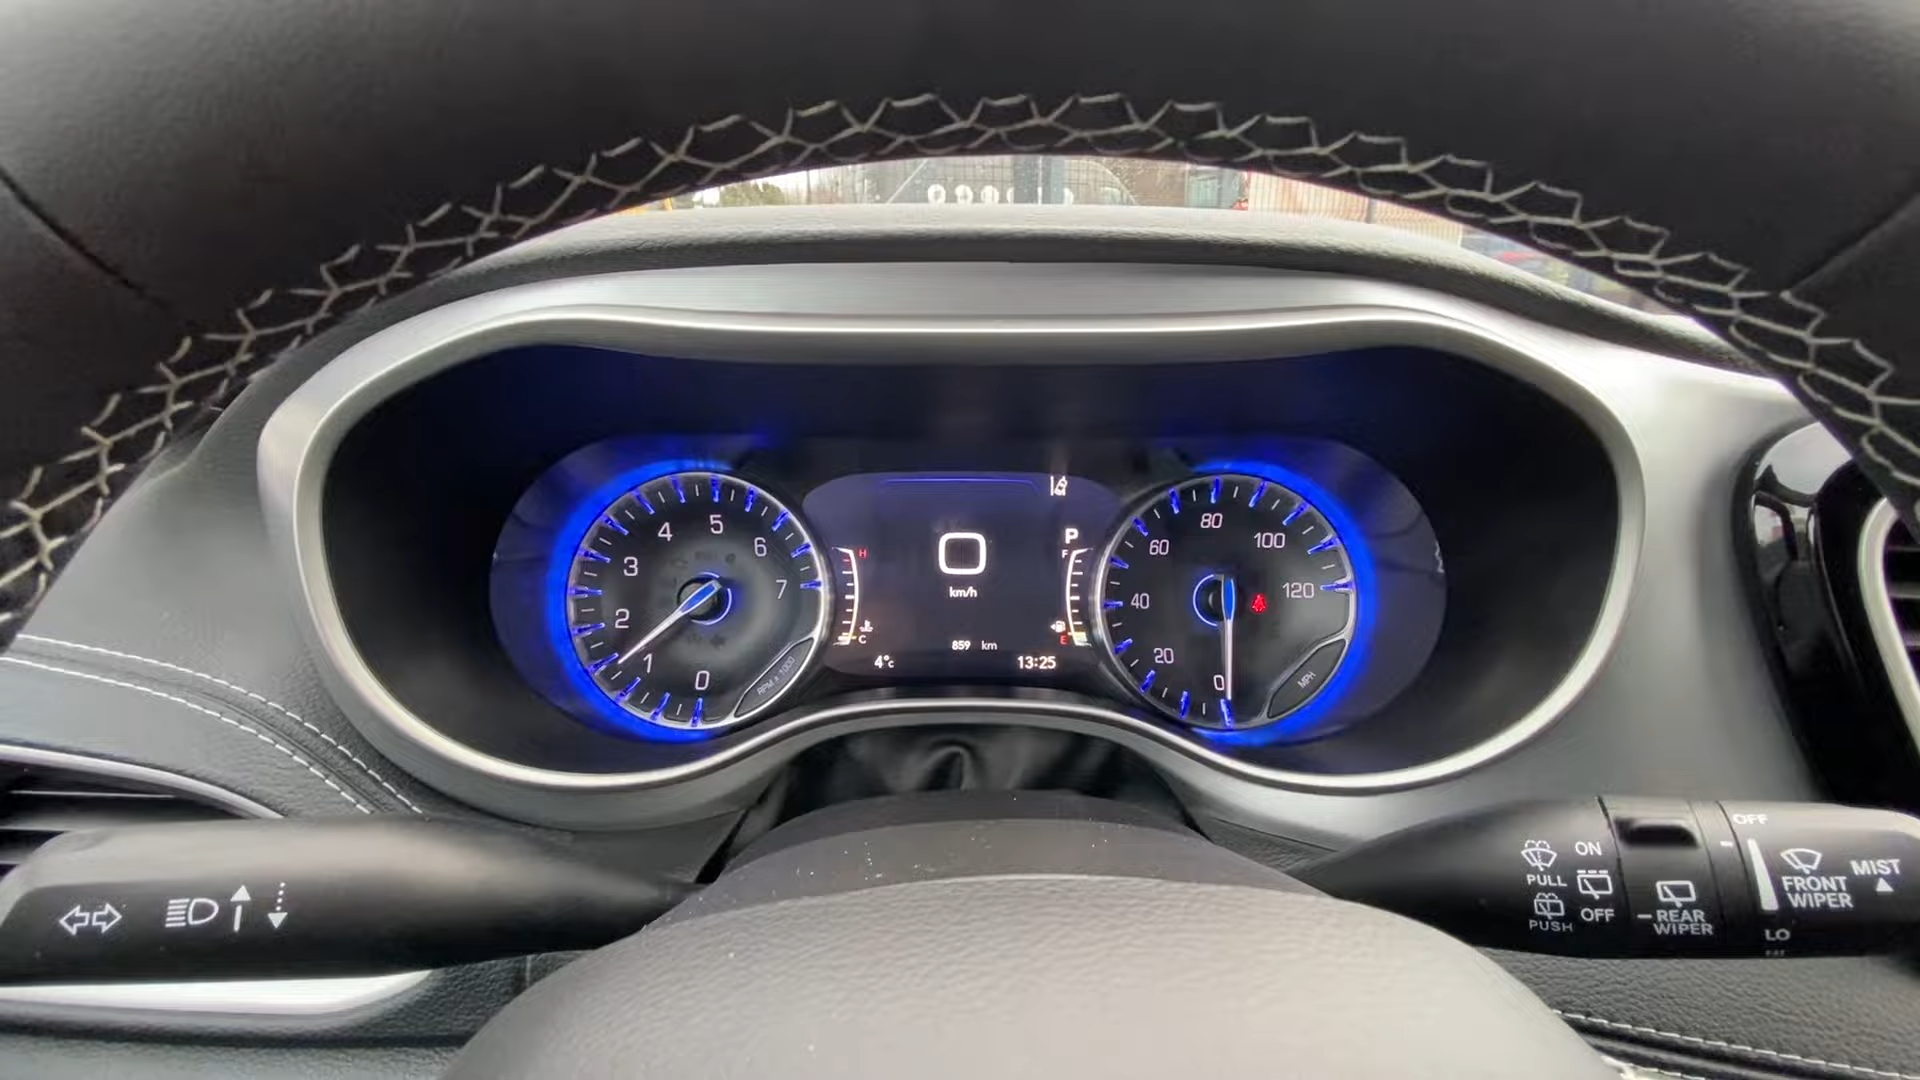 0
1
2
3
4
5
6
7
RPM x 1000
H
C
0
km/h
859 km
4°C
13:25
P
F
E
0
20
40
60
80
100
120
MPH
ON
PULL
OFF
PUSH
REAR
WIPER
OFF
FRONT
WIPER
MIST
LO